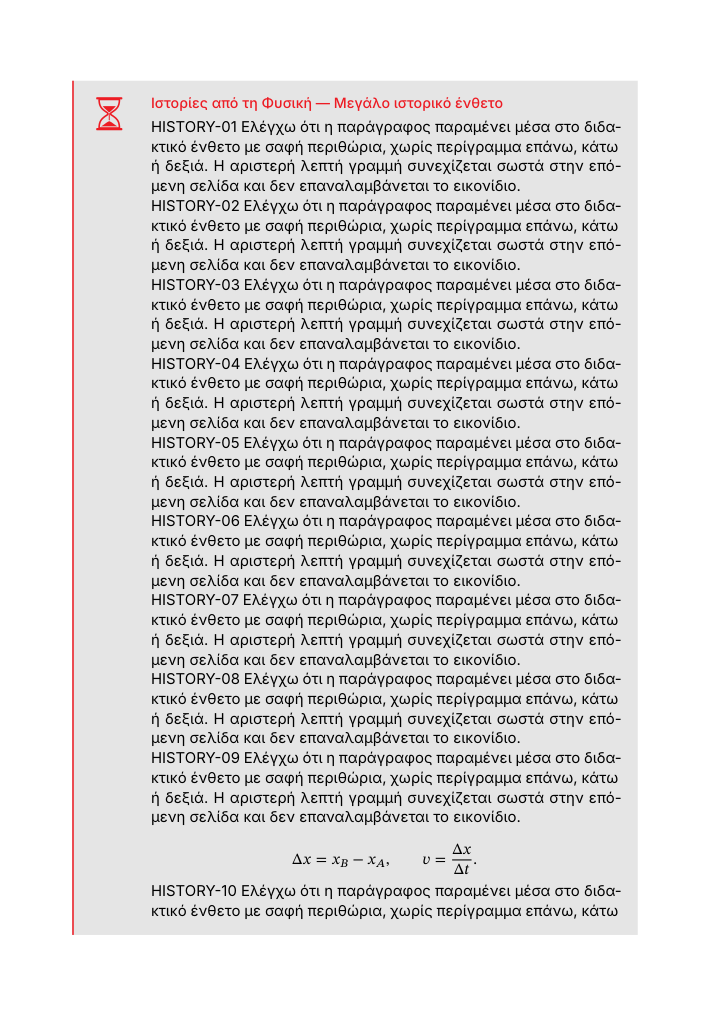 Ιστορίες από τη Φυσική — Μεγάλο ιστορικό ένθετο
HISTORY-01 Ελέγχω ότι η παράγραφος παραμένει μέσα στο διδα-
κτικό ένθετο με σαφή περιθώρια, χωρίς περίγραμμα επάνω, κάτω
ή δεξιά. Η αριστερή λεπτή γραμμή συνεχίζεται σωστά στην επό-
μενη σελίδα και δεν επαναλαμβάνεται το εικονίδιο.
HISTORY-02 Ελέγχω ότι η παράγραφος παραμένει μέσα στο διδα-
κτικό ένθετο με σαφή περιθώρια, χωρίς περίγραμμα επάνω, κάτω
ή δεξιά. Η αριστερή λεπτή γραμμή συνεχίζεται σωστά στην επό-
μενη σελίδα και δεν επαναλαμβάνεται το εικονίδιο.
HISTORY-03 Ελέγχω ότι η παράγραφος παραμένει μέσα στο διδα-
κτικό ένθετο με σαφή περιθώρια, χωρίς περίγραμμα επάνω, κάτω
ή δεξιά. Η αριστερή λεπτή γραμμή συνεχίζεται σωστά στην επό-
μενη σελίδα και δεν επαναλαμβάνεται το εικονίδιο.
HISTORY-04 Ελέγχω ότι η παράγραφος παραμένει μέσα στο διδα-
κτικό ένθετο με σαφή περιθώρια, χωρίς περίγραμμα επάνω, κάτω
ή δεξιά. Η αριστερή λεπτή γραμμή συνεχίζεται σωστά στην επό-
μενη σελίδα και δεν επαναλαμβάνεται το εικονίδιο.
HISTORY-05 Ελέγχω ότι η παράγραφος παραμένει μέσα στο διδα-
κτικό ένθετο με σαφή περιθώρια, χωρίς περίγραμμα επάνω, κάτω
ή δεξιά. Η αριστερή λεπτή γραμμή συνεχίζεται σωστά στην επό-
μενη σελίδα και δεν επαναλαμβάνεται το εικονίδιο.
HISTORY-06 Ελέγχω ότι η παράγραφος παραμένει μέσα στο διδα-
κτικό ένθετο με σαφή περιθώρια, χωρίς περίγραμμα επάνω, κάτω
ή δεξιά. Η αριστερή λεπτή γραμμή συνεχίζεται σωστά στην επό-
μενη σελίδα και δεν επαναλαμβάνεται το εικονίδιο.
HISTORY-07 Ελέγχω ότι η παράγραφος παραμένει μέσα στο διδα-
κτικό ένθετο με σαφή περιθώρια, χωρίς περίγραμμα επάνω, κάτω
ή δεξιά. Η αριστερή λεπτή γραμμή συνεχίζεται σωστά στην επό-
μενη σελίδα και δεν επαναλαμβάνεται το εικονίδιο.
HISTORY-08 Ελέγχω ότι η παράγραφος παραμένει μέσα στο διδα-
κτικό ένθετο με σαφή περιθώρια, χωρίς περίγραμμα επάνω, κάτω
ή δεξιά. Η αριστερή λεπτή γραμμή συνεχίζεται σωστά στην επό-
μενη σελίδα και δεν επαναλαμβάνεται το εικονίδιο.
HISTORY-09 Ελέγχω ότι η παράγραφος παραμένει μέσα στο διδα-
κτικό ένθετο με σαφή περιθώρια, χωρίς περίγραμμα επάνω, κάτω
ή δεξιά. Η αριστερή λεπτή γραμμή συνεχίζεται σωστά στην επό-
μενη σελίδα και δεν επαναλαμβάνεται το εικονίδιο.
Δx = x_B − x_A, υ = Δx/Δt.
HISTORY-10 Ελέγχω ότι η παράγραφος παραμένει μέσα στο διδα-
κτικό ένθετο με σαφή περιθώρια, χωρίς περίγραμμα επάνω, κάτω